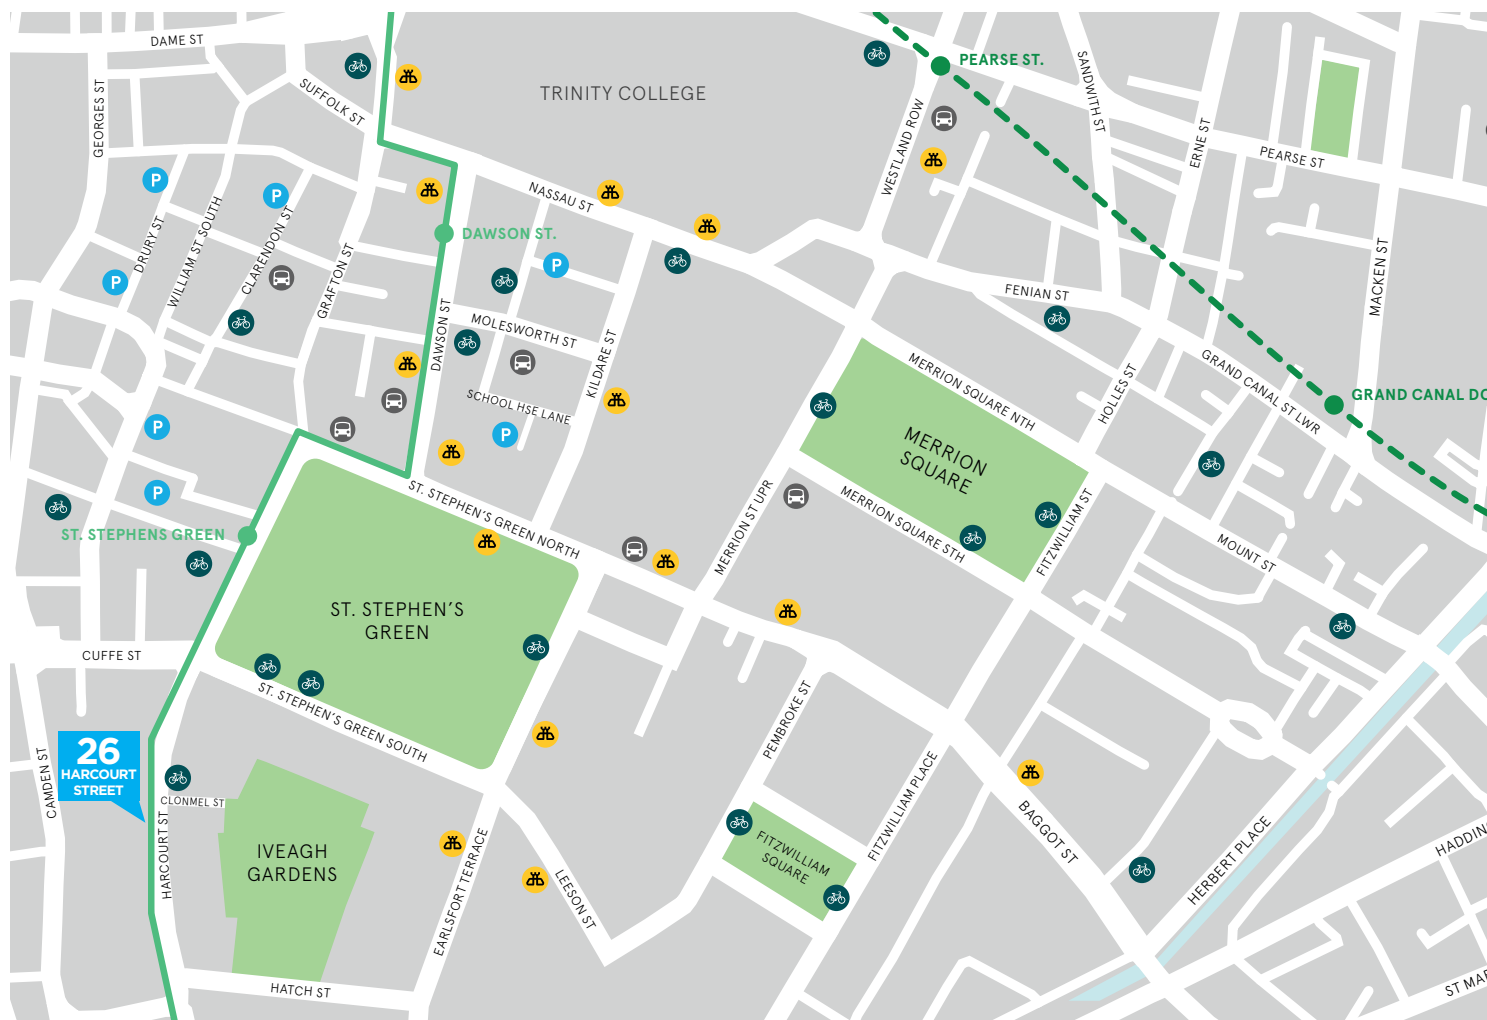 DAME ST
SUFFOLK ST
GEORGES ST
TRINITY COLLEGE
PEARSE ST.
SANDWITH ST
WESTLAND ROW
ERNE ST
PEARSE ST
P
P
P
NASSAU ST
DRURY ST
WILLIAM ST SOUTH
CLARENDON ST
GRAFTON ST
DAWSON ST.
P
MACKEN ST
FENIAN ST
DAWSON ST
MOLESWORTH ST
KILDARE ST
SCHOOL HSE LANE
P
P
P
MERRION SQUARE NTH
HOLLES ST
GRAND CANAL ST LWR
GRAND CANAL DO
MERRION
SQUARE
MERRION SQUARE STH
MERRION ST UPR
FITZWILLIAM ST
MOUNT ST
ST. STEPHENS GREEN
ST. STEPHEN'S GREEN NORTH
ST. STEPHEN'S
GREEN
CUFFE ST
ST. STEPHEN'S GREEN SOUTH
26
HARCOURT
STREET
CAMDEN ST
CLONMEL ST
HARCOURT ST
IVEAGH
GARDENS
HATCH ST
EARLSFORT TERRACE
LEESON ST
PEMBROKE ST
FITZWILLIAM
SQUARE
FITZWILLIAM PLACE
BAGGOT ST
HERBERT PLACE
HADDIN
ST MAR